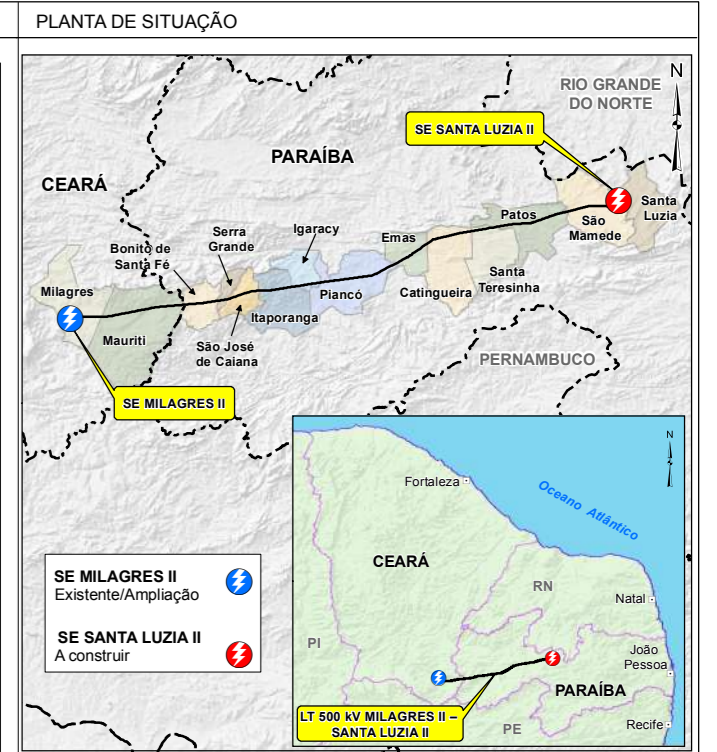 PLANTA DE SITUAÇÃO
RIO GRANDE
DO NORTE
N
SE SANTA LUZIA II
PARAÍBA
CEARÁ
Santa
Luzia
São
Mamede
Patos
Igaracy
Serra
Grande
Emas
Bonito de
Santa Fé
Santa
Teresinha
Milagres
Piancó
Catingueira
Itaporanga
Mauriti
São José
de Caiana
PERNAMBUCO
SE MILAGRES II
N
Fortaleza
Oceano Atlântico
CEARÁ
RN
Natal
PI
João
Pessoa
PARAÍBA
LT 500 kV MILAGRES II –
SANTA LUZIA II
PE
Recife
SE MILAGRES II
Existente/Ampliação
SE SANTA LUZIA II
A construir